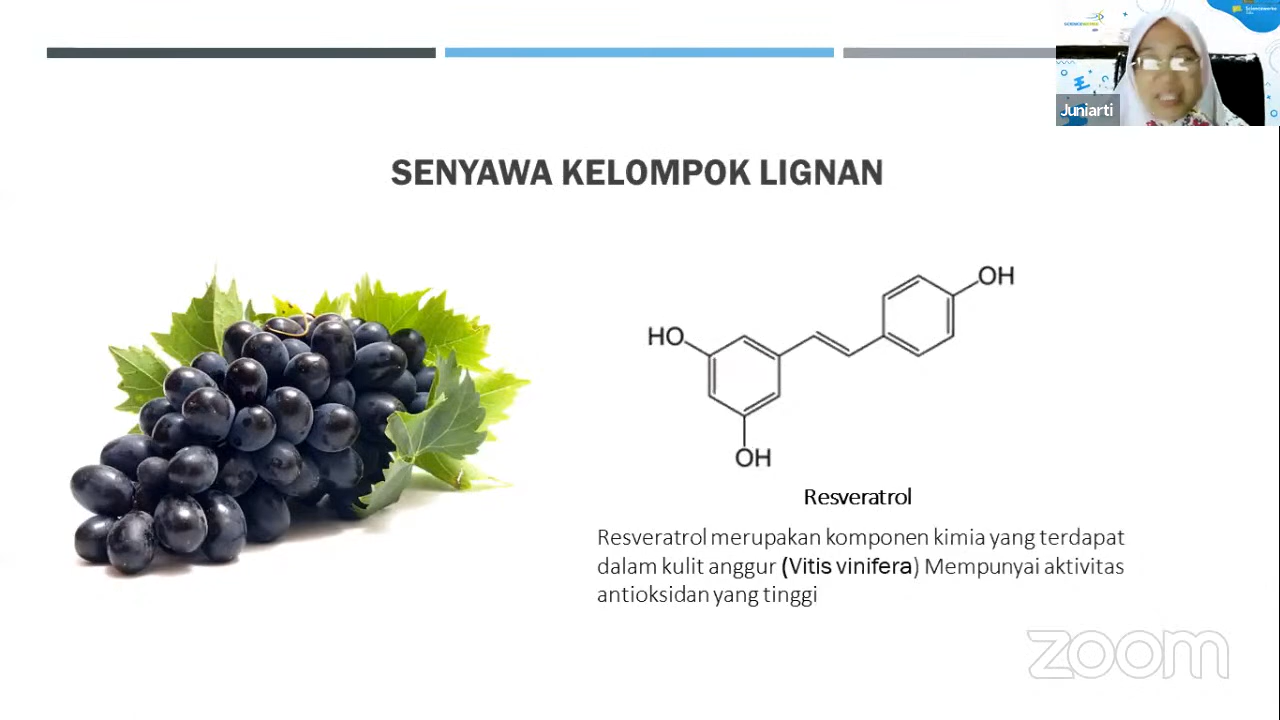 SCIENCEWERKE
Juniarti
SENYAWA KELOMPOK LIGNAN
OH
HO
OH
Resveratrol
Resveratrol merupakan komponen kimia yang terdapat
dalam kulit anggur (Vitis vinifera) Mempunyai aktivitas
antioksidan yang tinggi
zoom